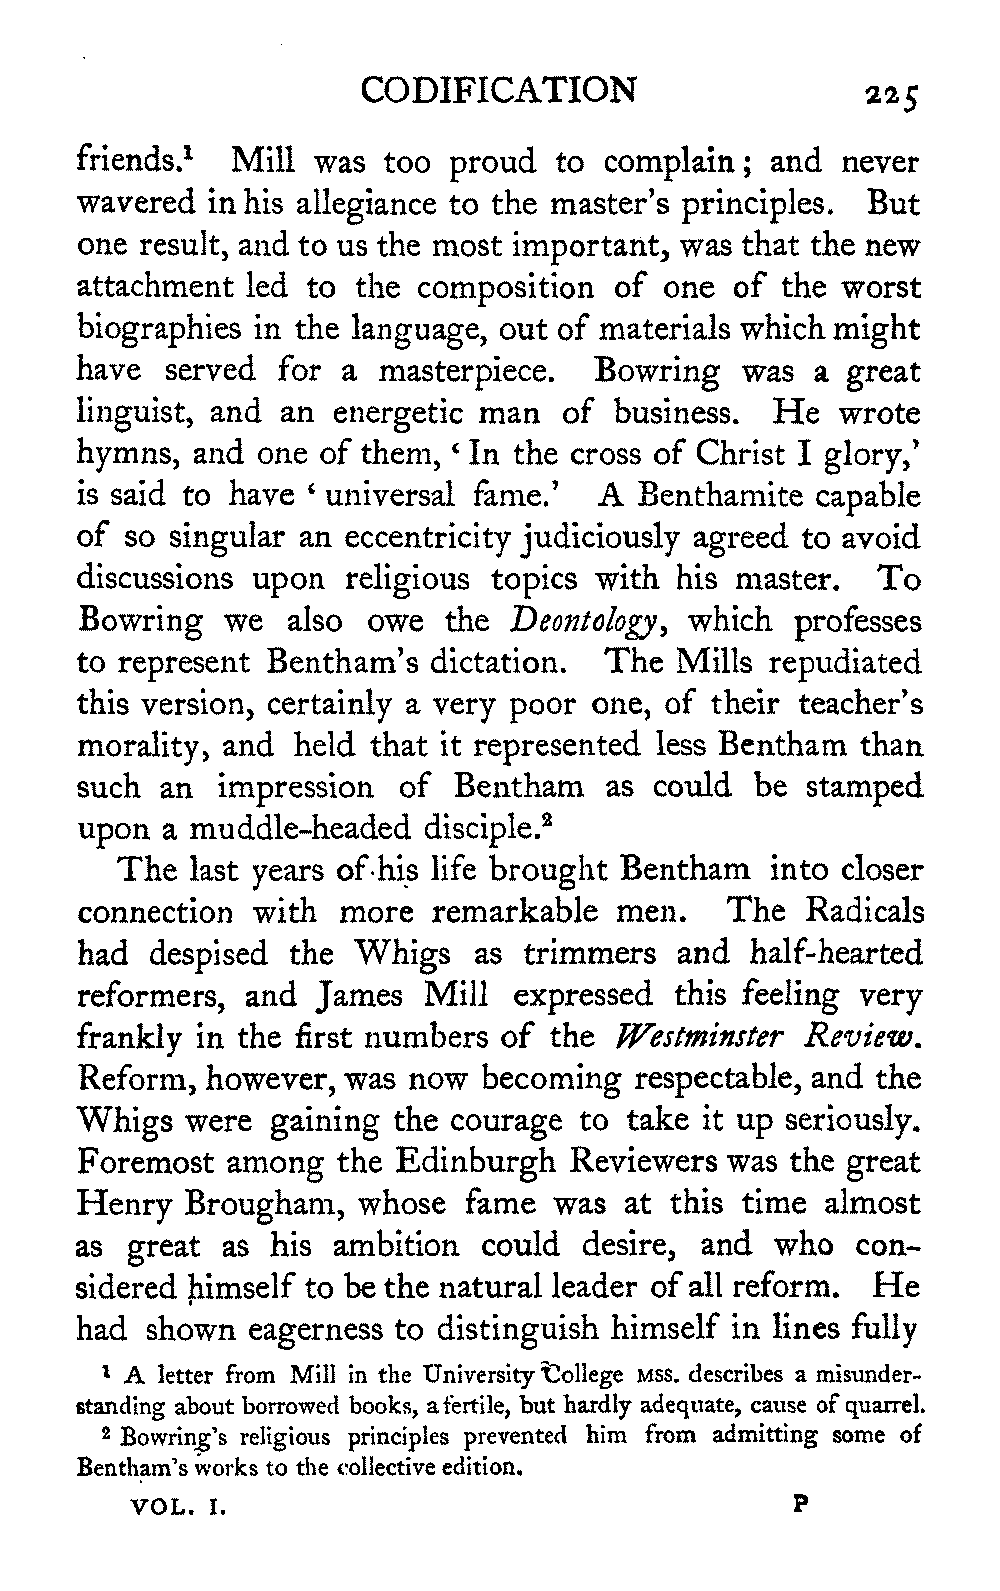 CODIFICATION 225
friends.¹ Mill was too proud to complain; and never
wavered in his allegiance to the master's principles. But
one result, and to us the most important, was that the new
attachment led to the composition of one of the worst
biographies in the language, out of materials which might
have served for a masterpiece. Bowring was a great
linguist, and an energetic man of business. He wrote
hymns, and one of them, ‘In the cross of Christ I glory,’
is said to have ‘universal fame.’ A Benthamite capable
of so singular an eccentricity judiciously agreed to avoid
discussions upon religious topics with his master. To
Bowring we also owe the Deontology, which professes
to represent Bentham's dictation. The Mills repudiated
this version, certainly a very poor one, of their teacher's
morality, and held that it represented less Bentham than
such an impression of Bentham as could be stamped
upon a muddle-headed disciple.²
The last years of his life brought Bentham into closer
connection with more remarkable men. The Radicals
had despised the Whigs as trimmers and half-hearted
reformers, and James Mill expressed this feeling very
frankly in the first numbers of the Westminster Review.
Reform, however, was now becoming respectable, and the
Whigs were gaining the courage to take it up seriously.
Foremost among the Edinburgh Reviewers was the great
Henry Brougham, whose fame was at this time almost
as great as his ambition could desire, and who con-
sidered himself to be the natural leader of all reform. He
had shown eagerness to distinguish himself in lines fully
¹ A letter from Mill in the University College MSS. describes a misunder-
standing about borrowed books, a fertile, but hardly adequate, cause of quarrel.
² Bowring's religious principles prevented him from admitting some of
Bentham's works to the collective edition.
VOL. I. P